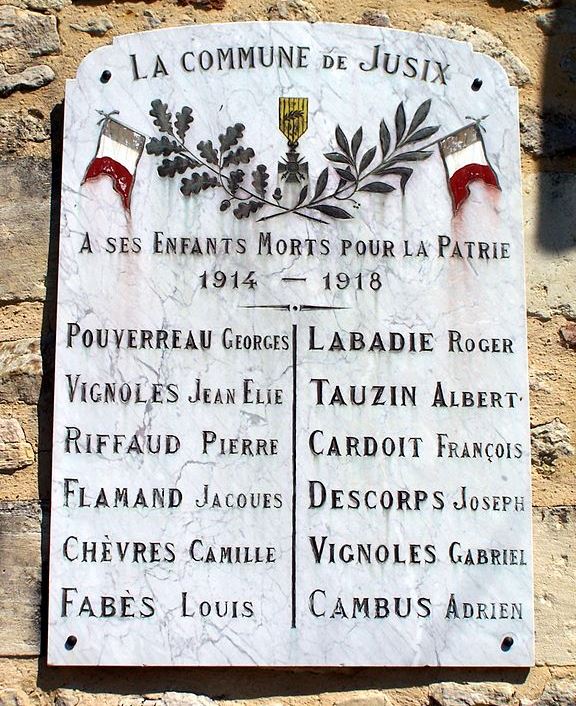 LA COMMUNE DE JUSIX
A SES ENFANTS MORTS POUR LA PATRIE
1914 — 1918
POUVERREAU GEORGES
VIGNOLES JEAN ELIE
RIFFAUD PIERRE
FLAMAND JACQUES
CHÈVRES CAMILLE
FABÈS LOUIS
LABADIE ROGER
TAUZIN ALBERT
CARDOIT FRANÇOIS
DESCORPS JOSEPH
VIGNOLES GABRIEL
CAMBUS ADRIEN